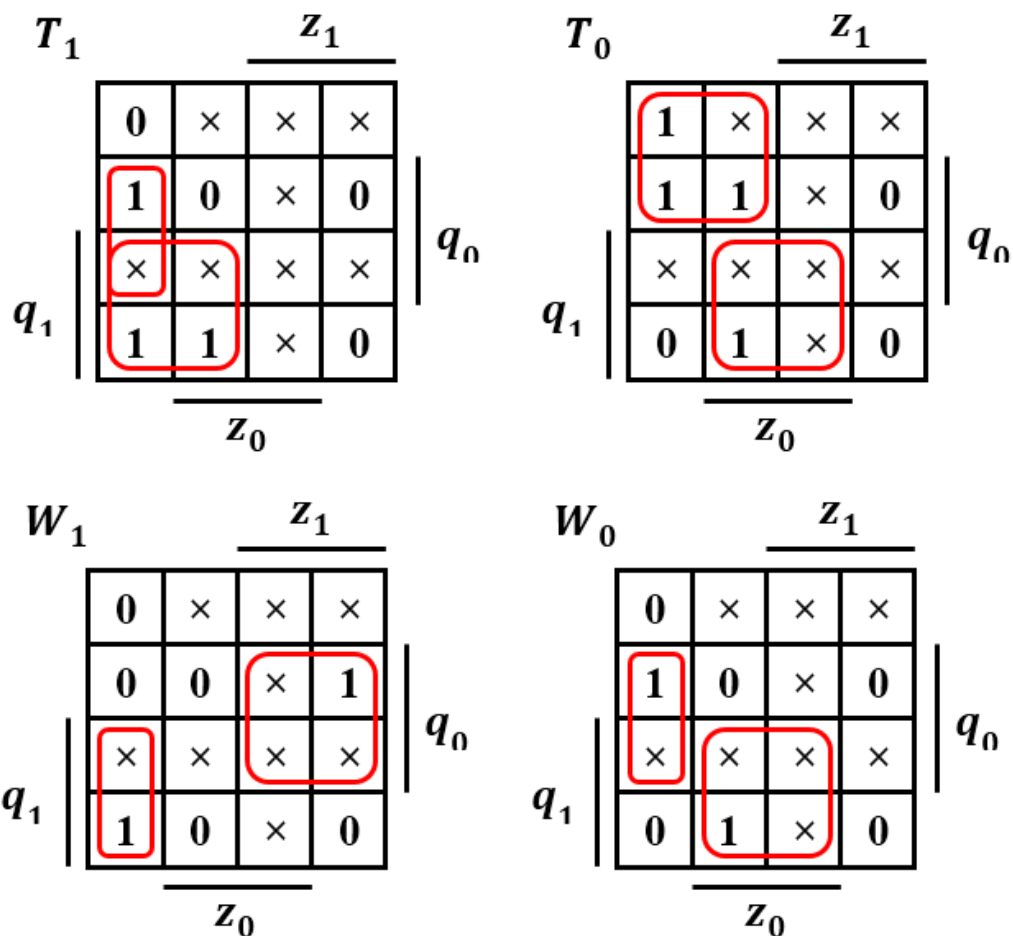 T₁ z₁
0 × × ×
1 0 × 0
× × × ×
1 1 × 0
q₁ q₀
z₀
T₀ z₁
1 × × ×
1 1 × 0
× × × ×
0 1 × 0
q₁ q₀
z₀
W₁ z₁
0 × × ×
0 0 × 1
× × × ×
1 0 × 0
q₁ q₀
z₀
W₀ z₁
0 × × ×
1 0 × 0
× × × ×
0 1 × 0
q₁ q₀
z₀